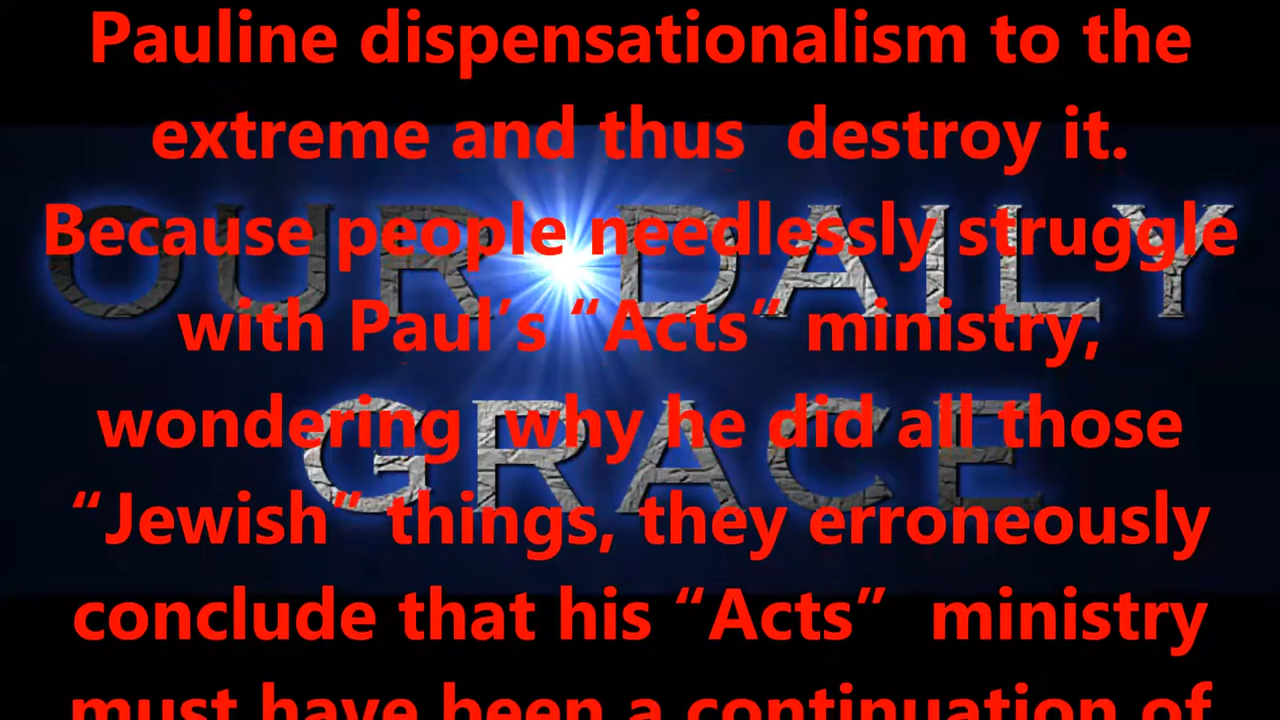 Pauline dispensationalism to the
extreme and thus destroy it.
Because people needlessly struggle
with Paul's “Acts” ministry,
wondering why he did all those
“Jewish” things, they erroneously
conclude that his “Acts” ministry
must have been a continuation of
OUR DAILY
GRACE